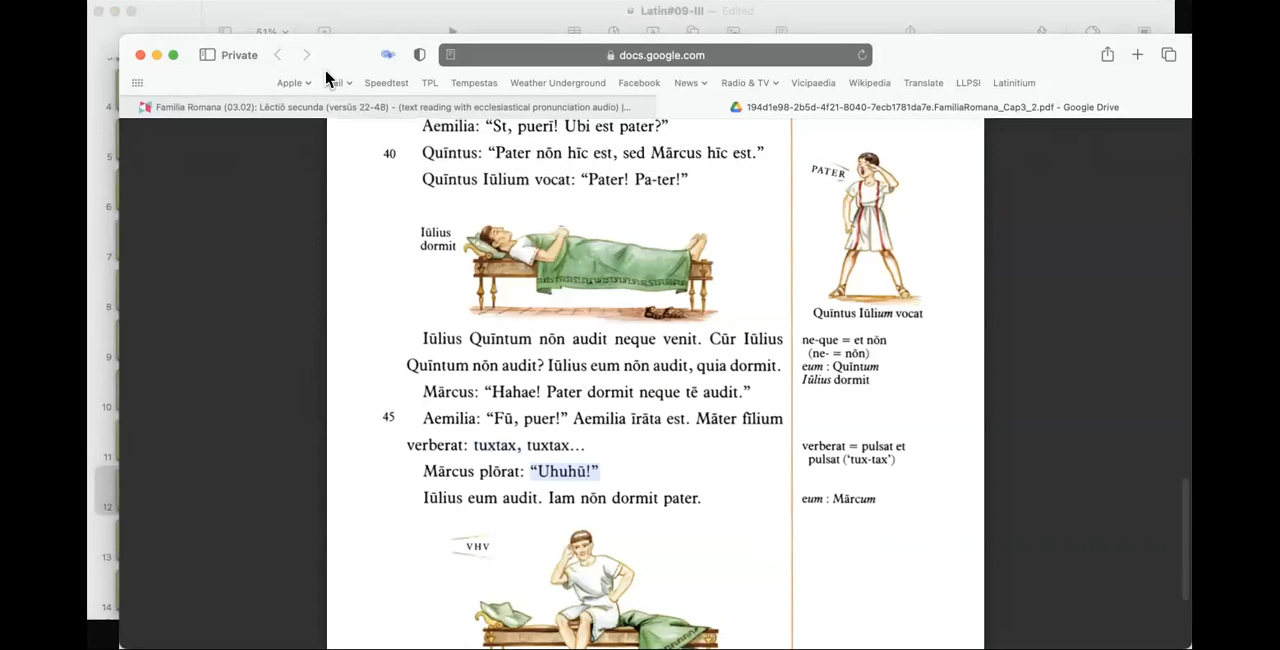 Latin#09-III — Edited
61%
Private
docs.google.com
Apple
Speedtest
TPL
Tempestas
Weather Underground
Facebook
News
Radio & TV
Vicipaedia
Wikipedia
Translate
LLPSI
Latinitium
Familia Romana (03.02): Lēctiō secunda (versūs 22-48) - (text reading with ecclesiastical pronunciation audio) |...
194d1e98-2b5d-4f21-8040-7ecb1781da7e.FamiliaRomana_Cap3_2.pdf - Google Drive
4
5
6
7
8
9
10
11
12
13
14
Aemilia: “St, puerī! Ubi est pater?”
40 Quīntus: “Pater nōn hīc est, sed Mārcus hīc est.”
Quīntus Iūlium vocat: “Pater! Pa-ter!”
Iūlius
dormit
Iūlius Quīntum nōn audit neque venit. Cūr Iūlius
Quīntum nōn audit? Iūlius eum nōn audit, quia dormit.
Mārcus: “Hahae! Pater dormit neque tē audit.”
45 Aemilia: “Fū, puer!” Aemilia īrāta est. Māter fīlium
verberat: tuxtax, tuxtax...
Mārcus plōrat: “Uhuhū!”
Iūlius eum audit. Iam nōn dormit pater.
VHV
PATER
Quīntus Iūlium vocat
ne-que = et nōn
(ne- = nōn)
eum : Quīntum
Iūlius dormit
verberat = pulsat et
pulsat (‘tux-tax’)
eum : Mārcum